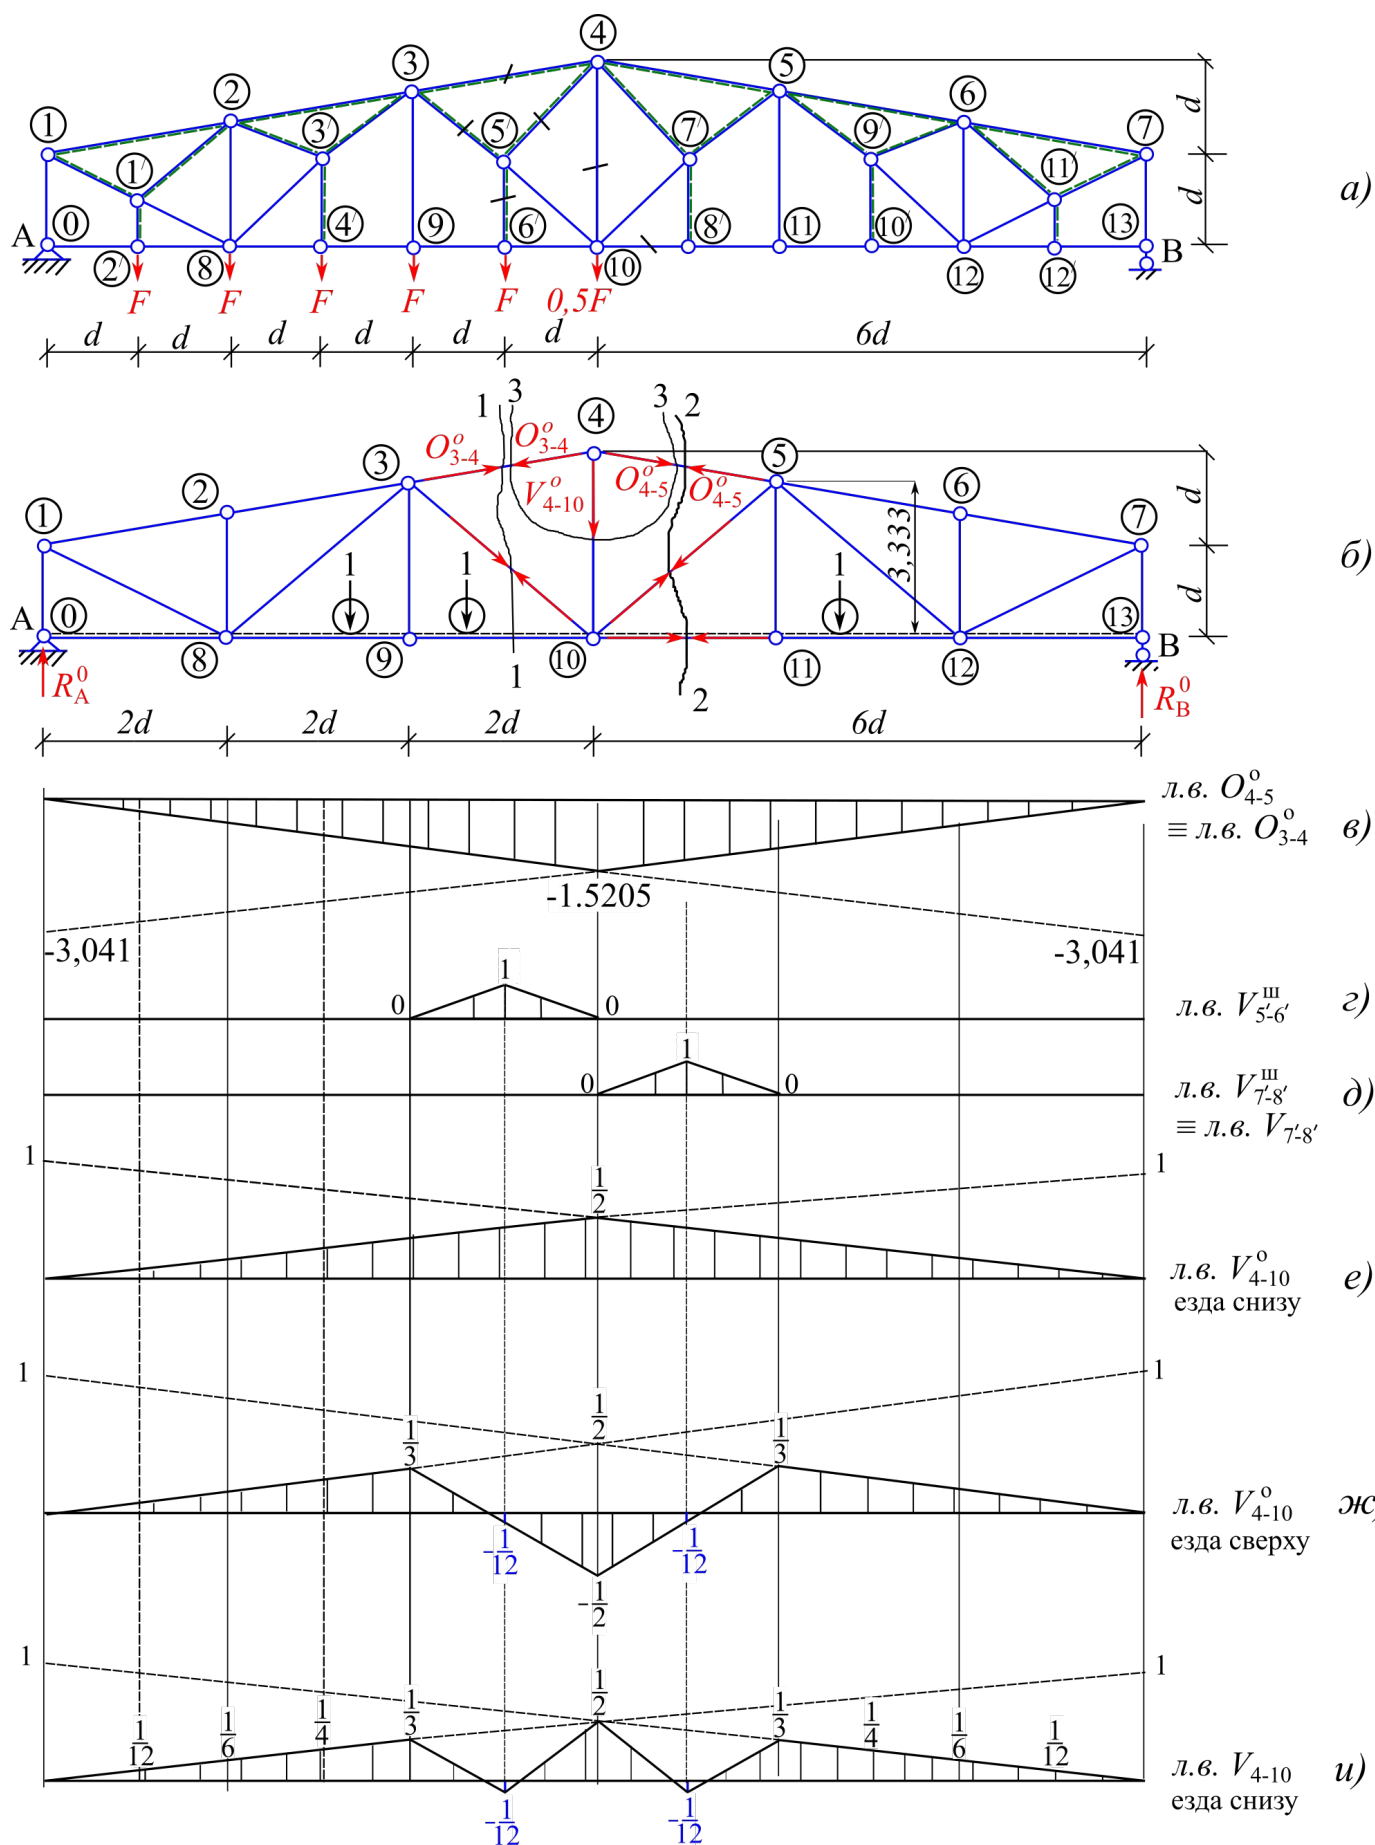 4
3
5
2
6
1
3′
5′
7′
9′
7
1′
11′
d
d
а)
A
0
2′
8
4′
9
6′
10
8′
11
10′
12
12′
13
B
F
F
F
F
F
0,5F
d
d
d
d
d
d
6d
1
3
4
3
2
O°3-4
O°3-4
V°4-10
O°4-5
O°4-5
3
5
2
6
1
7
3,333
d
d
б)
1
1
1
A
0
8
9
10
11
12
13
B
1
2
R⁰A
R⁰B
2d
2d
2d
6d
л.в. O°4-5
≡ л.в. O°3-4
в)
-1.5205
-3,041
-3,041
0
1
0
л.в. Vш5′-6′
г)
0
1
0
л.в. Vш7′-8′
≡ л.в. V7′-8′
д)
1
1/2
1
л.в. V°4-10
езда снизу
е)
1
1/3
1/2
1/3
1
-1/12
-1/12
-1/2
л.в. V°4-10
езда сверху
ж)
1
1/12
1/6
1/4
1/3
1/2
1/3
1/4
1/6
1/12
1
-1/12
-1/12
л.в. V4-10
езда снизу
и)